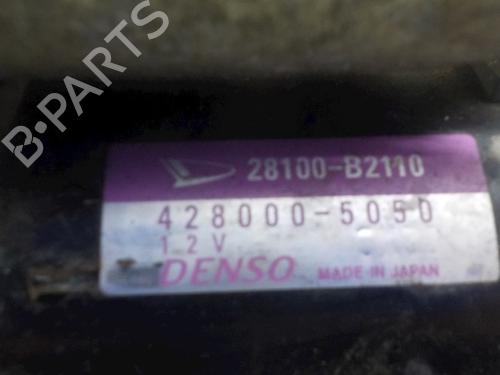 B-PARTS
28100-B2110
428000-5050
12V
DENSO MADE IN JAPAN